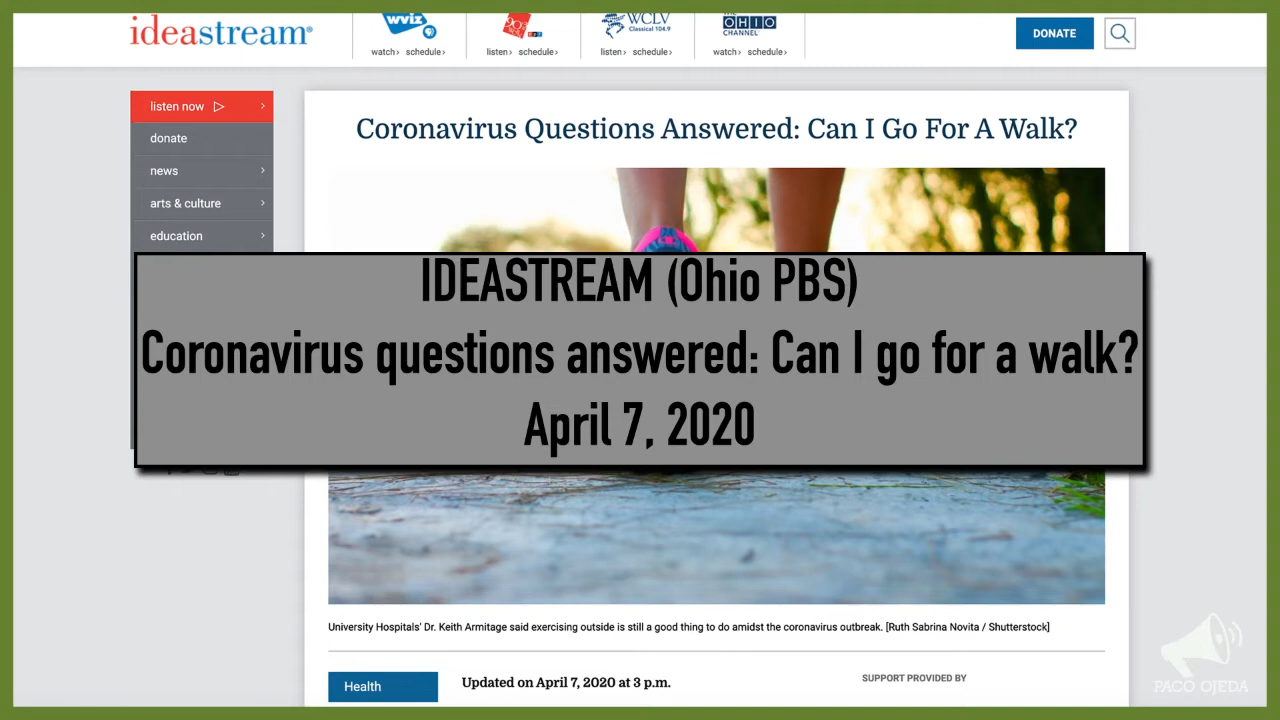 ideastream®
wviz
PBS
watch› schedule›
90.3
npr
listen› schedule›
WCLV
Classical 104.9
listen› schedule›
THE
OHIO
CHANNEL
watch› schedule›
DONATE
listen now
donate
news
arts & culture
education
Coronavirus Questions Answered: Can I Go For A Walk?
IDEASTREAM (Ohio PBS)
Coronavirus questions answered: Can I go for a walk?
April 7, 2020
University Hospitals' Dr. Keith Armitage said exercising outside is still a good thing to do amidst the coronavirus outbreak. [Ruth Sabrina Novita / Shutterstock]
Health
Updated on April 7, 2020 at 3 p.m.
SUPPORT PROVIDED BY
PACO OJEDA